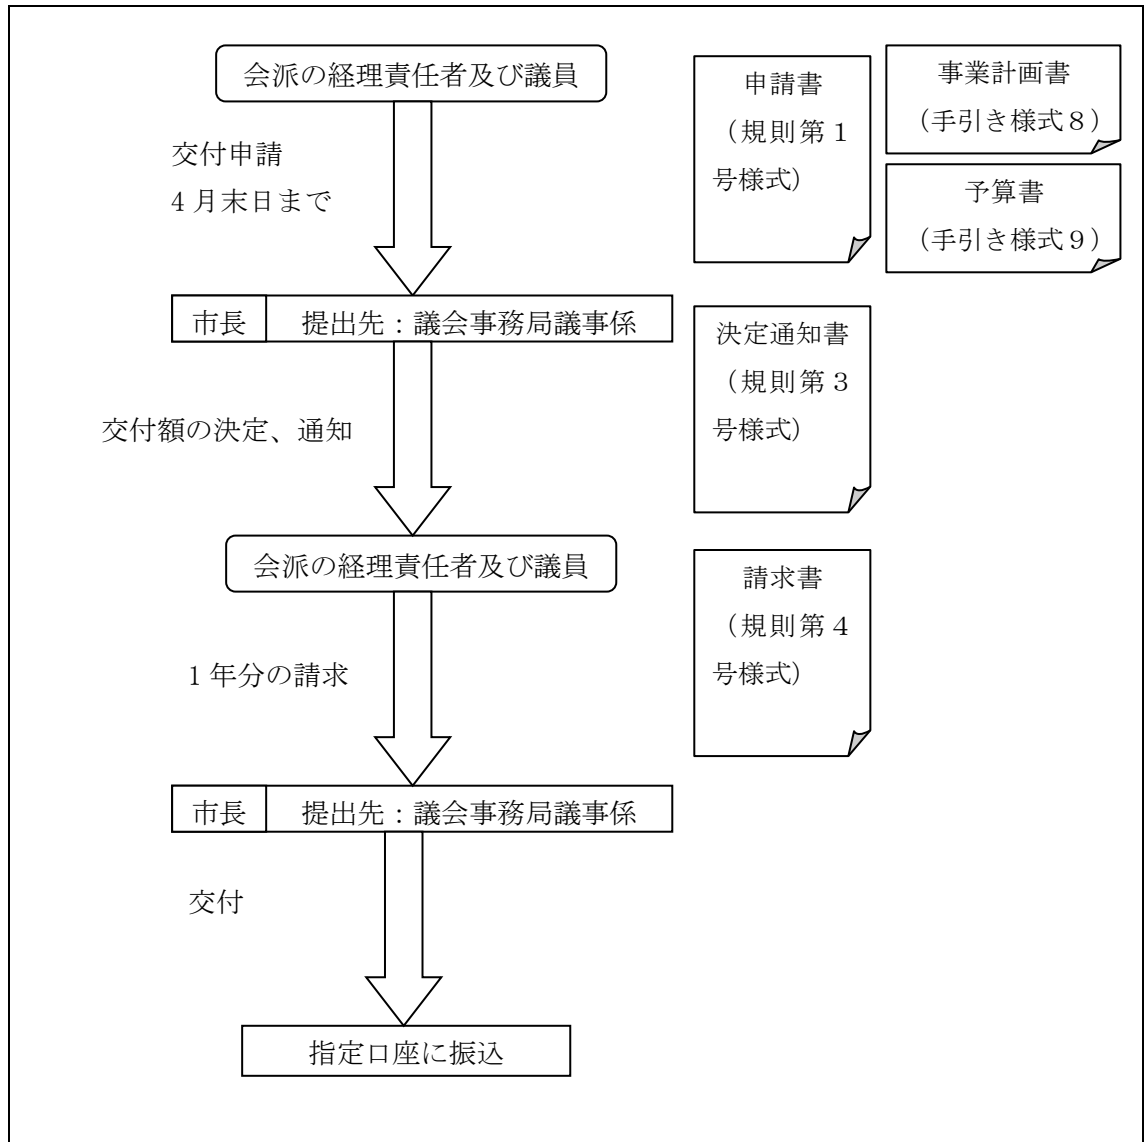 会派の経理責任者及び議員
交付申請
4月末日まで
申請書
（規則第１
号様式）
事業計画書
（手引き様式８）
予算書
（手引き様式９）
市長
提出先：議会事務局議事係
交付額の決定、通知
決定通知書
（規則第３
号様式）
会派の経理責任者及び議員
1年分の請求
請求書
（規則第４
号様式）
市長
提出先：議会事務局議事係
交付
指定口座に振込